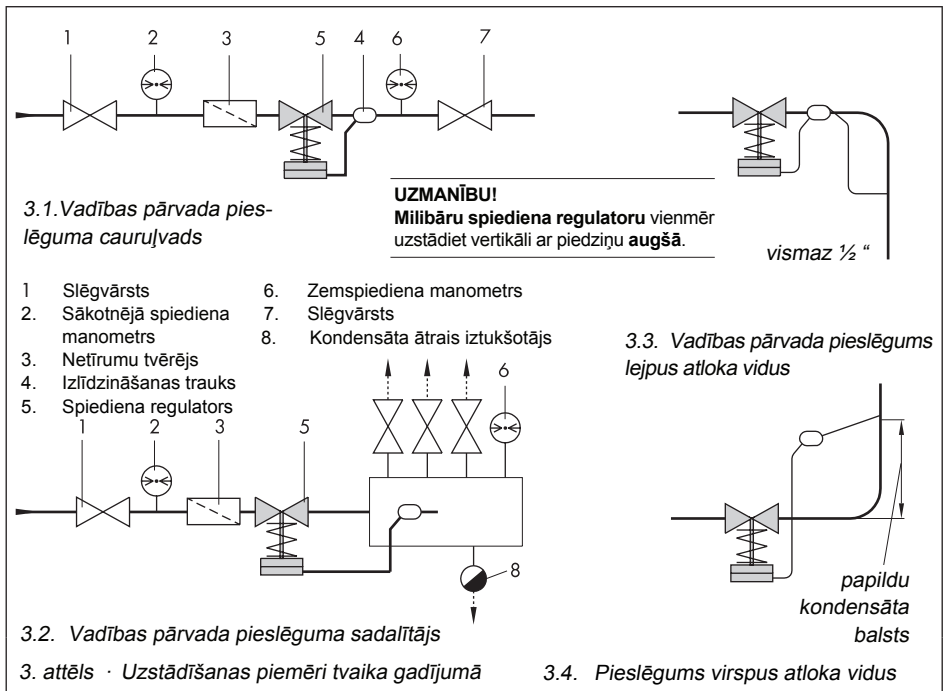 1 2 3 5 4 6 7
3.1.Vadības pārvada pies-
lēguma cauruļvads
UZMANĪBU!
Milibāru spiediena regulatoru vienmēr
uzstādiet vertikāli ar piedziņu augšā.
vismaz ½ “
1 Slēgvārsts
2. Sākotnējā spiediena
manometrs
3. Netīrumu tvērējs
4. Izlīdzināšanas trauks
5. Spiediena regulators
6. Zemspiediena manometrs
7. Slēgvārsts
8. Kondensāta ātrais iztukšotājs
3.3. Vadības pārvada pieslēgums
lejpus atloka vidus
1 2 3 5 6
8
3.2. Vadības pārvada pieslēguma sadalītājs
papildu
kondensāta
balsts
3. attēls · Uzstādīšanas piemēri tvaika gadījumā
3.4. Pieslēgums virspus atloka vidus